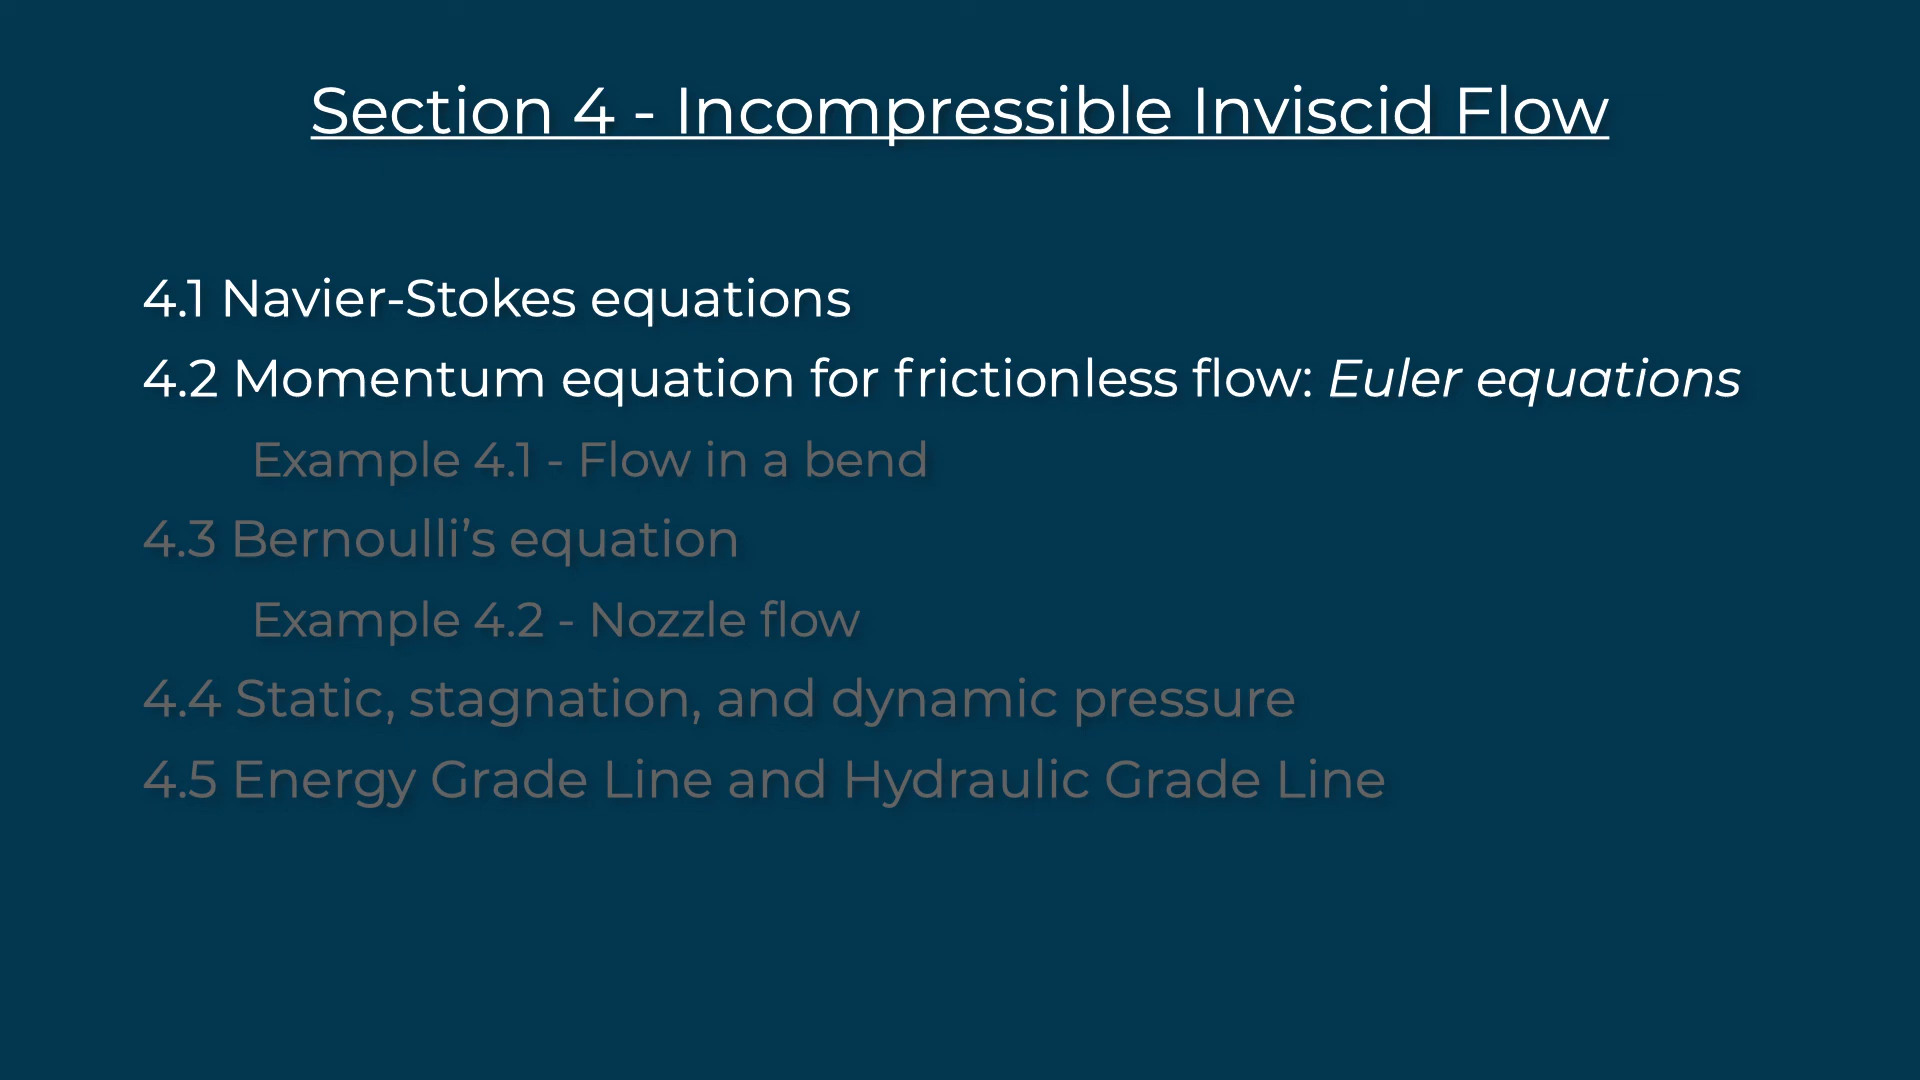 Section 4 - Incompressible Inviscid Flow
4.1 Navier-Stokes equations
4.2 Momentum equation for frictionless flow: Euler equations
Example 4.1 - Flow in a bend
4.3 Bernoulli’s equation
Example 4.2 - Nozzle flow
4.4 Static, stagnation, and dynamic pressure
4.5 Energy Grade Line and Hydraulic Grade Line